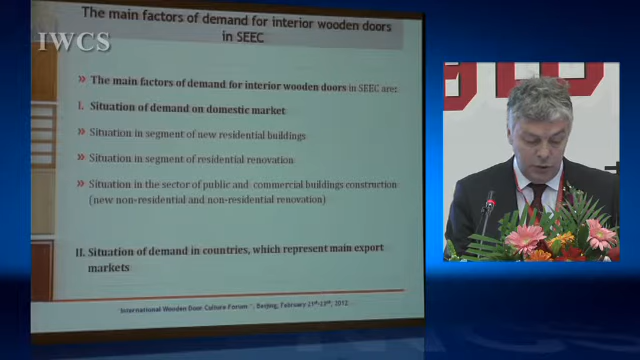 The main factors of demand for interior wooden doors
in SEEC
IWCS
» The main factors of demand for interior wooden doors in SEEC are:
I. Situation of demand on domestic market
» Situation in segment of new residential buildings
» Situation in segment of residential renovation
» Situation in the sector of public and commercial buildings construction
(new non-residential and non-residential renovation)
II. Situation of demand in countries, which represent main export
markets
International Wooden Door Culture Forum", Beijing, February 21st-23rd, 2012